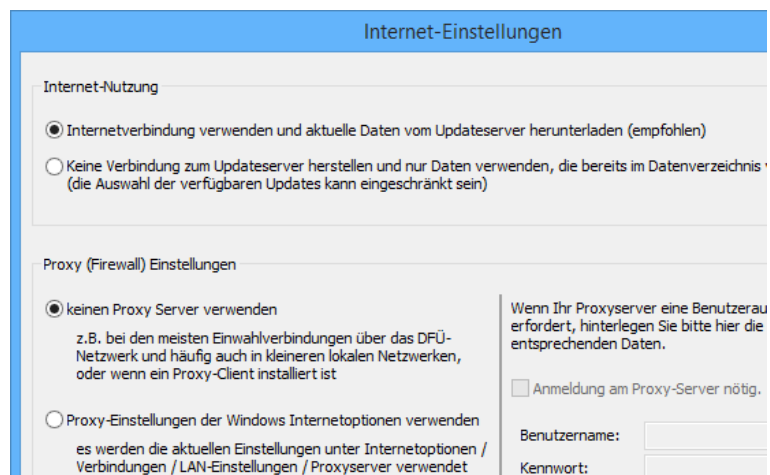 Internet-Einstellungen
Internet-Nutzung
Internetverbindung verwenden und aktuelle Daten vom Updateserver herunterladen (empfohlen)
Keine Verbindung zum Updateserver herstellen und nur Daten verwenden, die bereits im Datenverzeichnis
(die Auswahl der verfügbaren Updates kann eingeschränkt sein)
Proxy (Firewall) Einstellungen
keinen Proxy Server verwenden
z.B. bei den meisten Einwahlverbindungen über das DFÜ-
Netzwerk und häufig auch in kleineren lokalen Netzwerken,
oder wenn ein Proxy-Client installiert ist
Proxy-Einstellungen der Windows Internetoptionen verwenden
es werden die aktuellen Einstellungen unter Internetoptionen /
Verbindungen / LAN-Einstellungen / Proxyserver verwendet
Wenn Ihr Proxyserver eine Benutzerau
erfordert, hinterlegen Sie bitte hier die
entsprechenden Daten.
Anmeldung am Proxy-Server nötig.
Benutzername:
Kennwort: